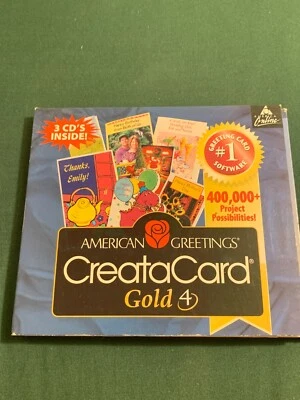 3 CD's
INSIDE!
Thanks,
Emily!
GREETING CARD
#1
SOFTWARE
400,000+
Project
Possibilities!
AMERICAN GREETINGS®
CreataCard®
Gold 4